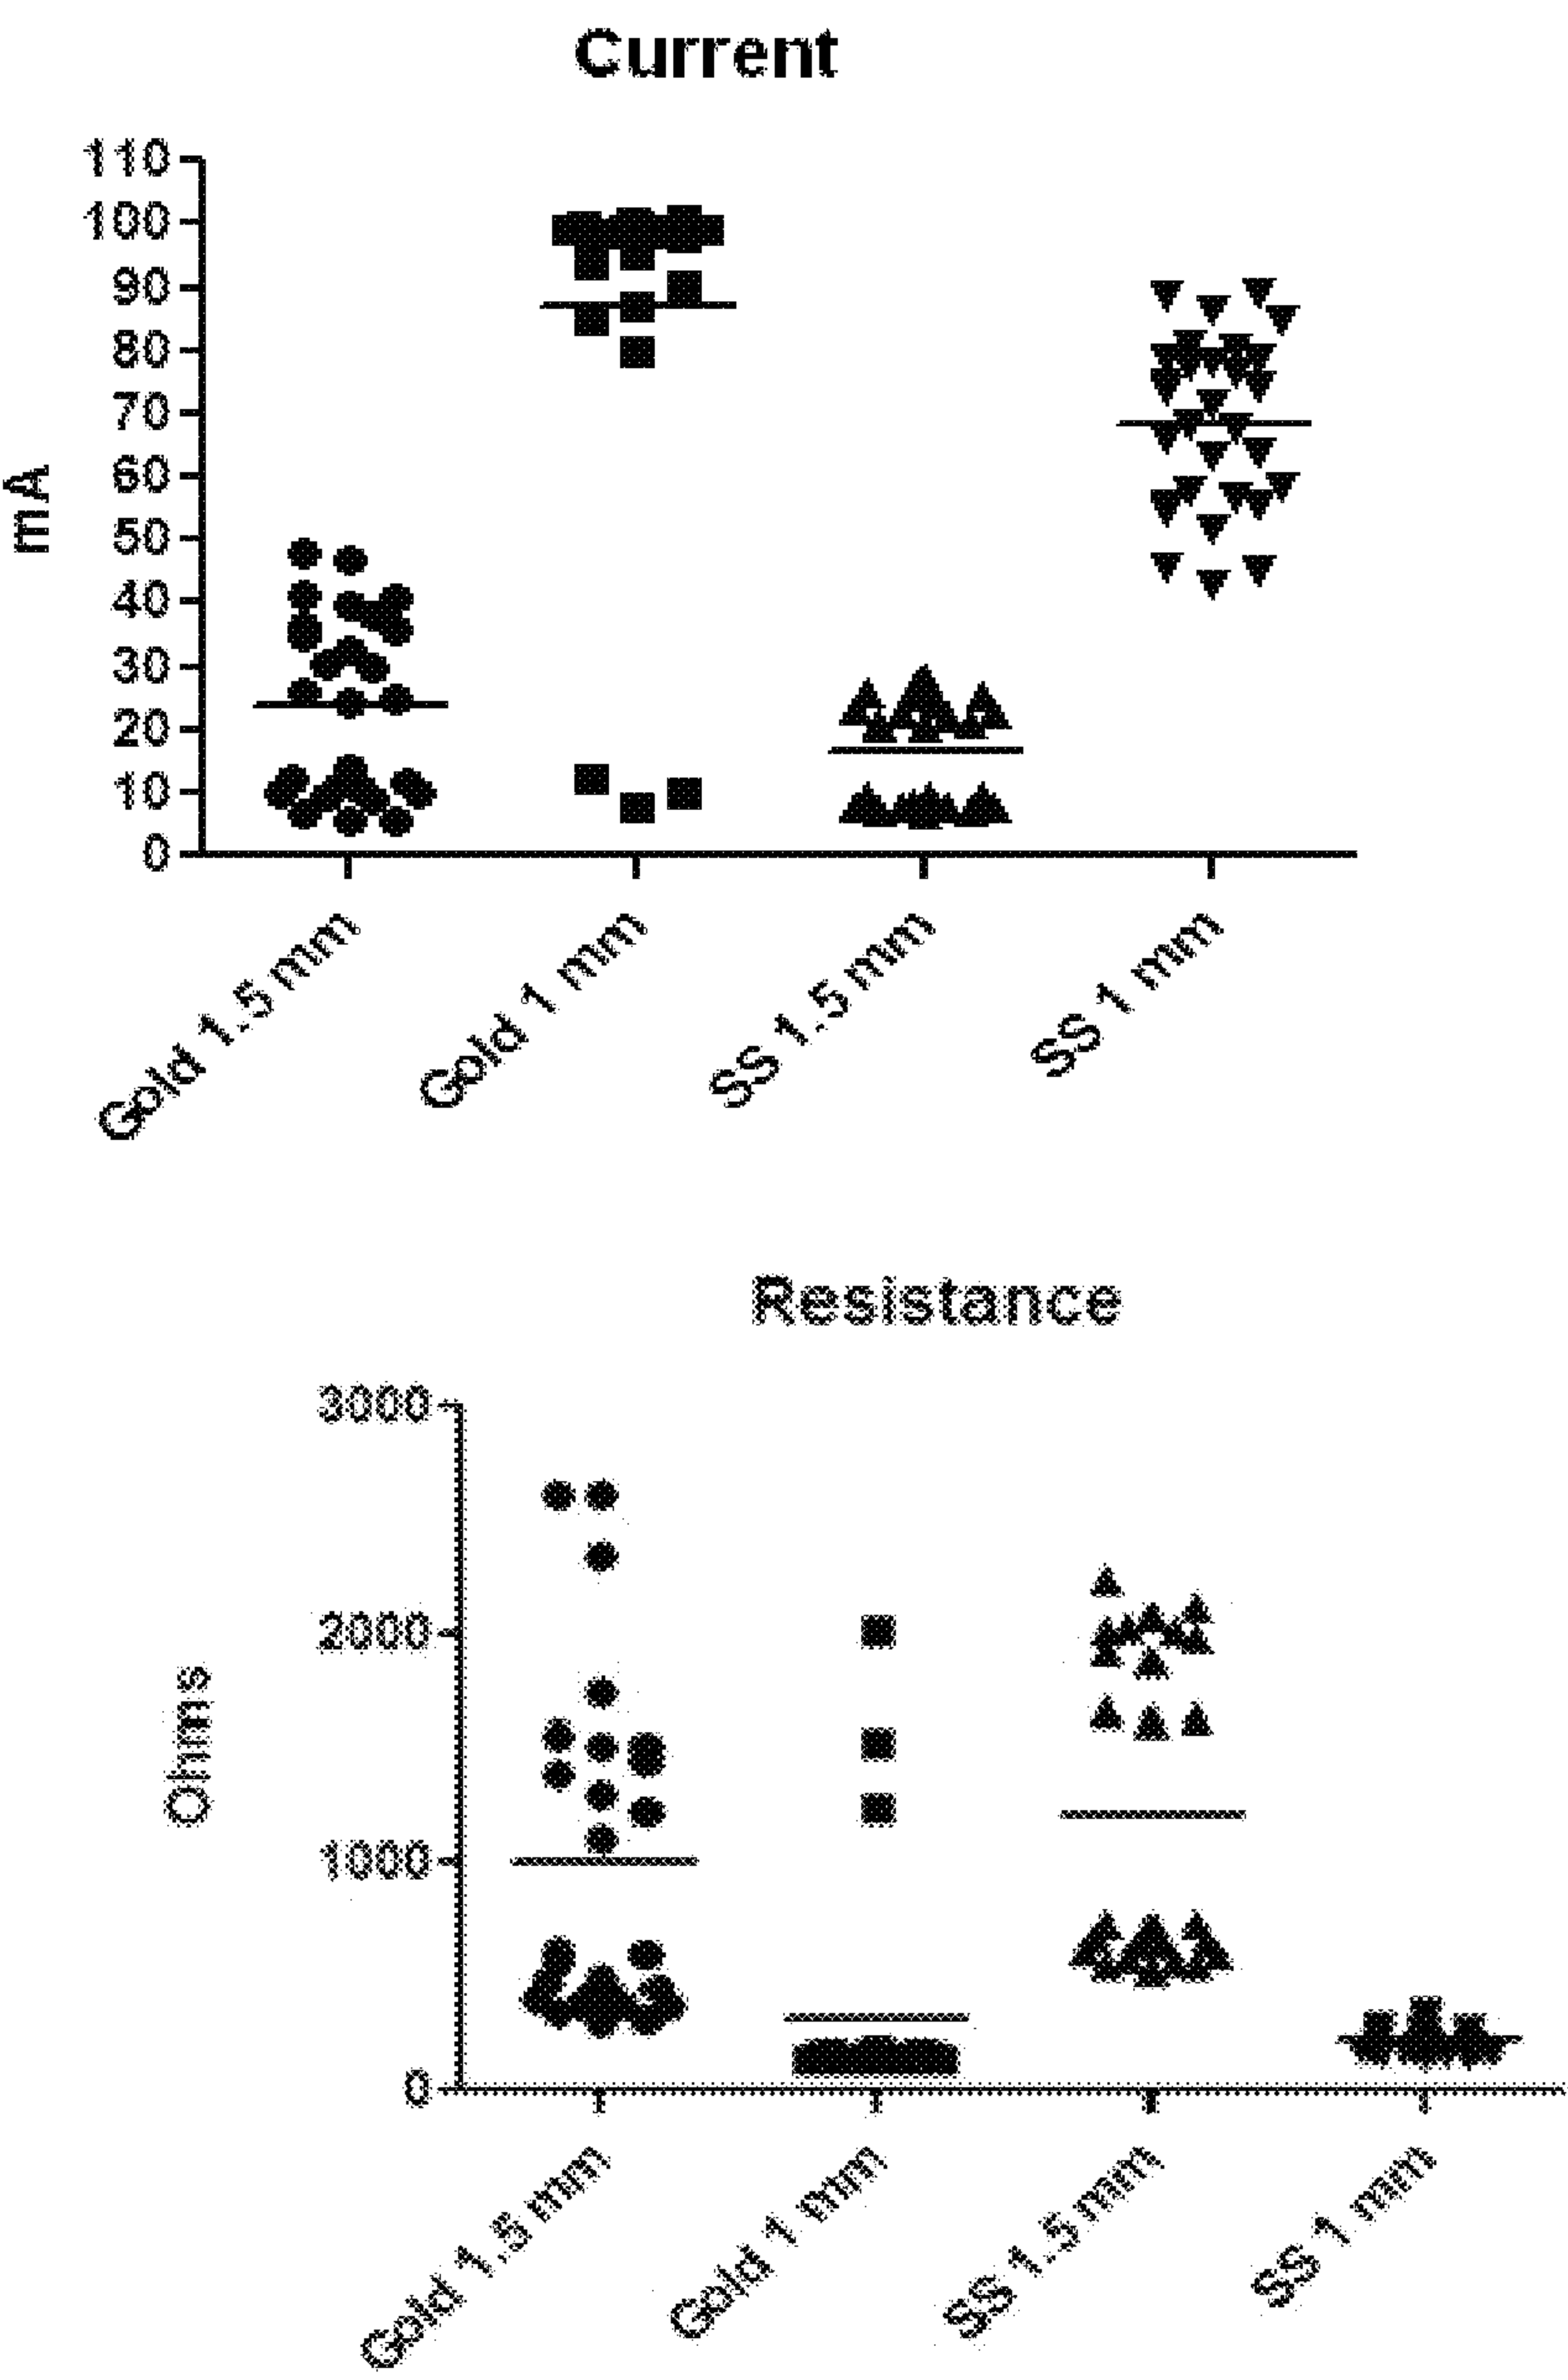 Current
110
100
90
80
70
60
50
40
30
20
10
0
mA
Gold 1.5 mm
Gold 1 mm
SS 1.5 mm
SS 1 mm
Resistance
3000
2000
1000
0
Ohms
Gold 1.5 mm
Gold 1 mm
SS 1.5 mm
SS 1 mm